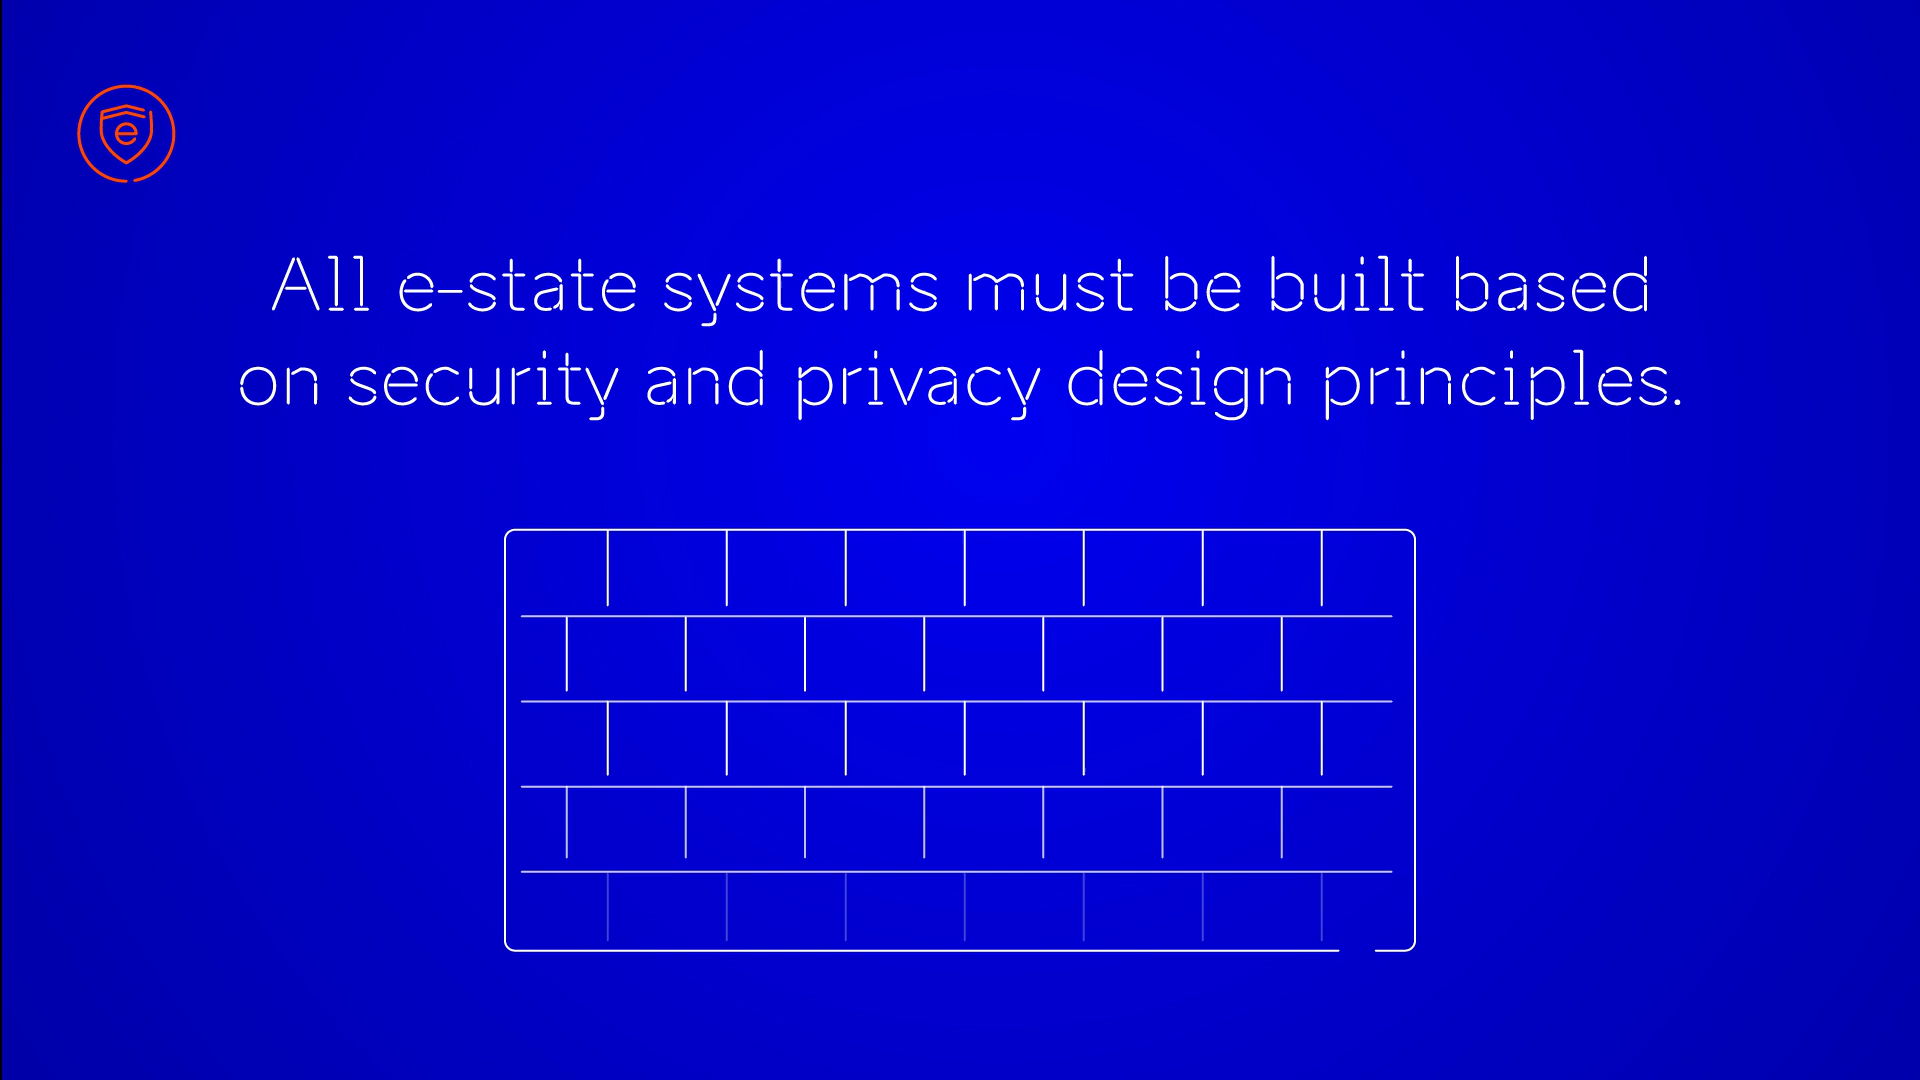 e
All e-state systems must be built based
on security and privacy design principles.